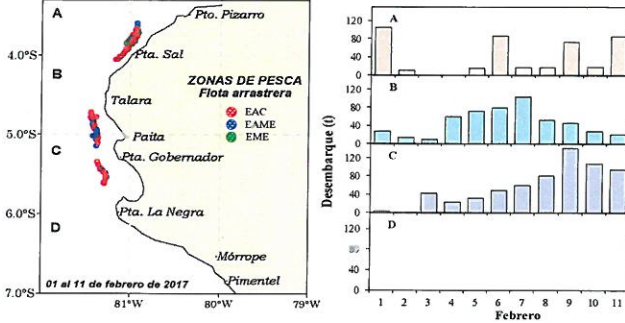 A
Pto. Pizarro
4.0°S
Pta. Sal
B
ZONAS DE PESCA
Flota arrastrera
Talara
EAC
EAME
5.0°S
Paita
EME
C
Pta. Gobernador
6.0°S
Pta. La Negra
D
Mórrope
01 al 11 de febrero de 2017
Pimentel
7.0°S
81°W
80°W
79°W
Desembarque (t)
120
A
80
40
0
120
B
80
40
0
120
C
80
40
0
120
D
80
40
0
1 2 3 4 5 6 7 8 9 10 11
Febrero